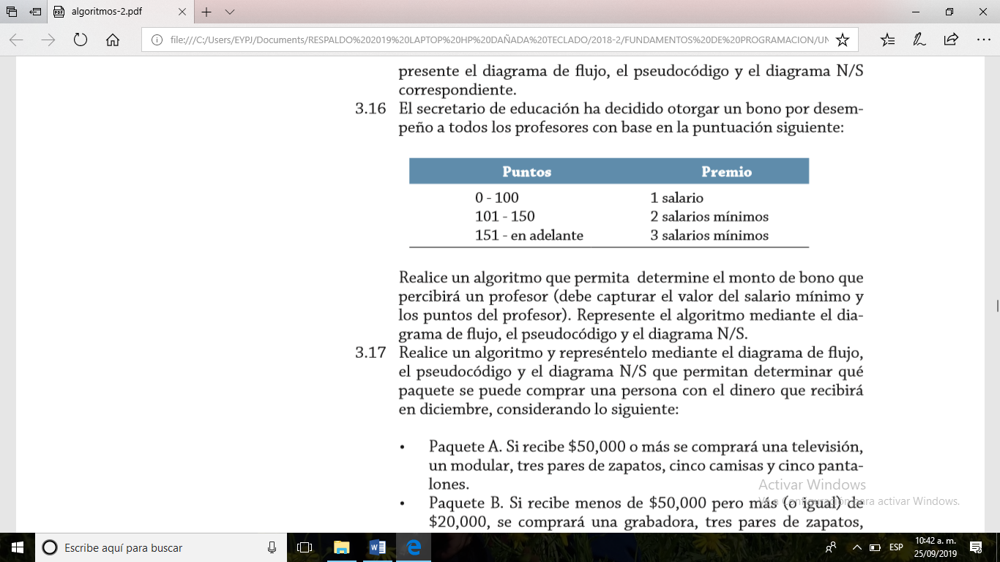 algoritmos-2.pdf
file:///C:/Users/EYPJ/Documents/RESPALDO%202019%20LAPTOP%20HP%20DAÑADA%20TECLADO/2018-2/FUNDAMENTOS%20DE%20PROGRAMACION/UN
presente el diagrama de flujo, el pseudocódigo y el diagrama N/S
correspondiente.
3.16 El secretario de educación ha decidido otorgar un bono por desem-
peño a todos los profesores con base en la puntuación siguiente:
Puntos Premio
0 - 100 1 salario
101 - 150 2 salarios mínimos
151 - en adelante 3 salarios mínimos
Realice un algoritmo que permita determine el monto de bono que
percibirá un profesor (debe capturar el valor del salario mínimo y
los puntos del profesor). Represente el algoritmo mediante el dia-
grama de flujo, el pseudocódigo y el diagrama N/S.
3.17 Realice un algoritmo y represéntelo mediante el diagrama de flujo,
el pseudocódigo y el diagrama N/S que permitan determinar qué
paquete se puede comprar una persona con el dinero que recibirá
en diciembre, considerando lo siguiente:
• Paquete A. Si recibe $50,000 o más se comprará una televisión,
un modular, tres pares de zapatos, cinco camisas y cinco panta-
lones.
Activar Windows
• Paquete B. Si recibe menos de $50,000 pero más (o igual) de
Ve a Configuración para activar Windows.
$20,000, se comprará una grabadora, tres pares de zapatos,
Escribe aquí para buscar
ESP
10:42 a. m.
25/09/2019